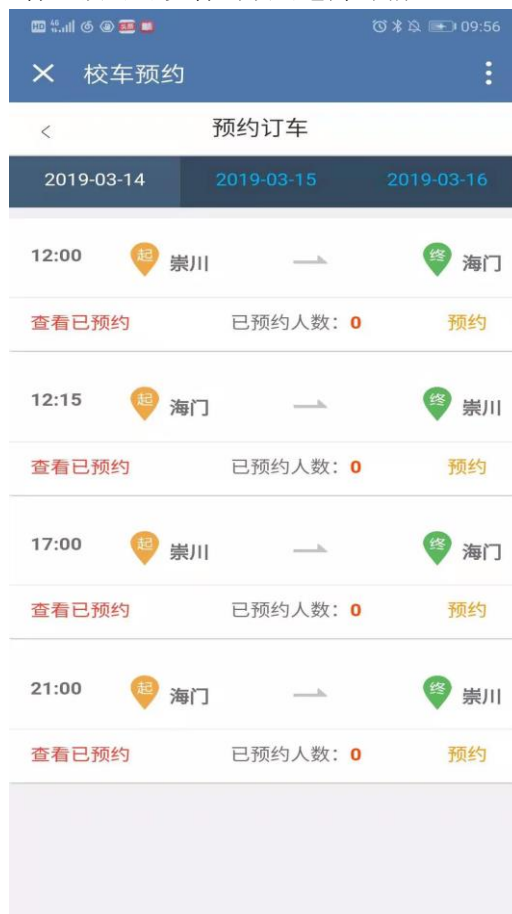 HD 4G 09:56
校车预约
预约订车
2019-03-14 2019-03-15 2019-03-16
12:00 起 崇川 终 海门
查看已预约 已预约人数：0 预约
12:15 起 海门 终 崇川
查看已预约 已预约人数：0 预约
17:00 起 崇川 终 海门
查看已预约 已预约人数：0 预约
21:00 起 海门 终 崇川
查看已预约 已预约人数：0 预约